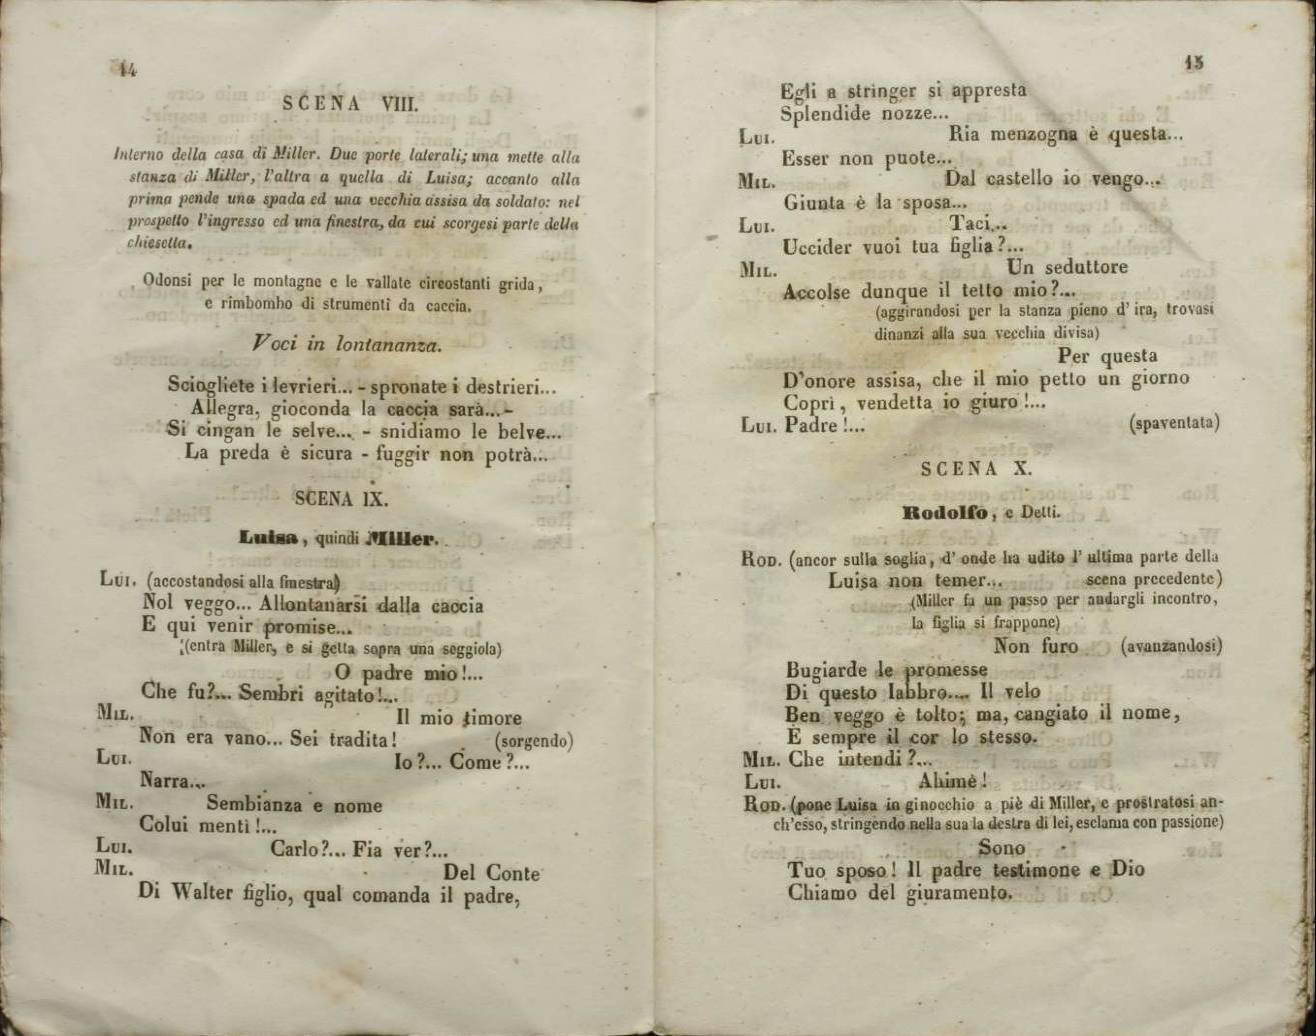 14
SCENA VIII.
Interno della casa di Miller. Due porte laterali; una mette alla
stanza di Miller, l'altra a quella di Luisa; accanto alla
prima pende una spada ed una vecchia assisa da soldato: nel
prospetto l'ingresso ed una finestra, da cui scorgesi parte della
chiesetta.
Odonsi per le montagne e le vallate circostanti grida,
e rimbombo di strumenti da caccia.
Voci in lontananza.
Sciogliete i levrieri... - spronate i destrieri...
Allegra, gioconda la caccia sarà...-
Si cingan le selve... - snidiamo le belve...
La preda è sicura - fuggir non potrà...
SCENA IX.
Luisa, quindi Miller.
LUI. (accostandosi alla finestra)
Nol veggo... Allontanarsi dalla caccia
E qui venir promise...
(entra Miller, e si getta sopra una seggiola)
O padre mio!...
Che fu?... Sembri agitato!...
MIL. Il mio timore
Non era vano... Sei tradita! (sorgendo)
LUI. Io?... Come?...
Narra...
MIL. Sembianza e nome
Colui mentì!...
LUI. Carlo?... Fia ver?...
MIL. Del Conte
Di Walter figlio, qual comanda il padre,
15
Egli a stringer si appresta
Splendide nozze...
LUI. Ria menzogna è questa...
Esser non puote...
MIL. Dal castello io vengo...
Giunta è la sposa...
LUI. Taci...
Uccider vuoi tua figlia?...
MIL. Un seduttore
Accolse dunque il tetto mio?...
(aggirandosi per la stanza pieno d' ira, trovasi
dinanzi alla sua vecchia divisa)
Per questa
D'onore assisa, che il mio petto un giorno
Coprì, vendetta io giuro!...
LUI. Padre!... (spaventata)
SCENA X.
Rodolfo, e Detti.
ROD. (ancor sulla soglia, d' onde ha udito l' ultima parte della
Luisa non temer... scena precedente)
(Miller fa un passo per andargli incontro,
la figlia si frappone)
Non furo (avanzandosi)
Bugiarde le promesse
Di questo labbro.... Il velo
Ben veggo è tolto; ma, cangiato il nome,
È sempre il cor lo stesso.
MIL. Che intendi?...
LUI. Ahimè!
ROD. (pone Luisa in ginocchio a piè di Miller, e prostratosi an-
ch'esso, stringendo nella sua la destra di lei, esclama con passione)
Sono
Tuo sposo! Il padre testimone e Dio
Chiamo del giuramento.